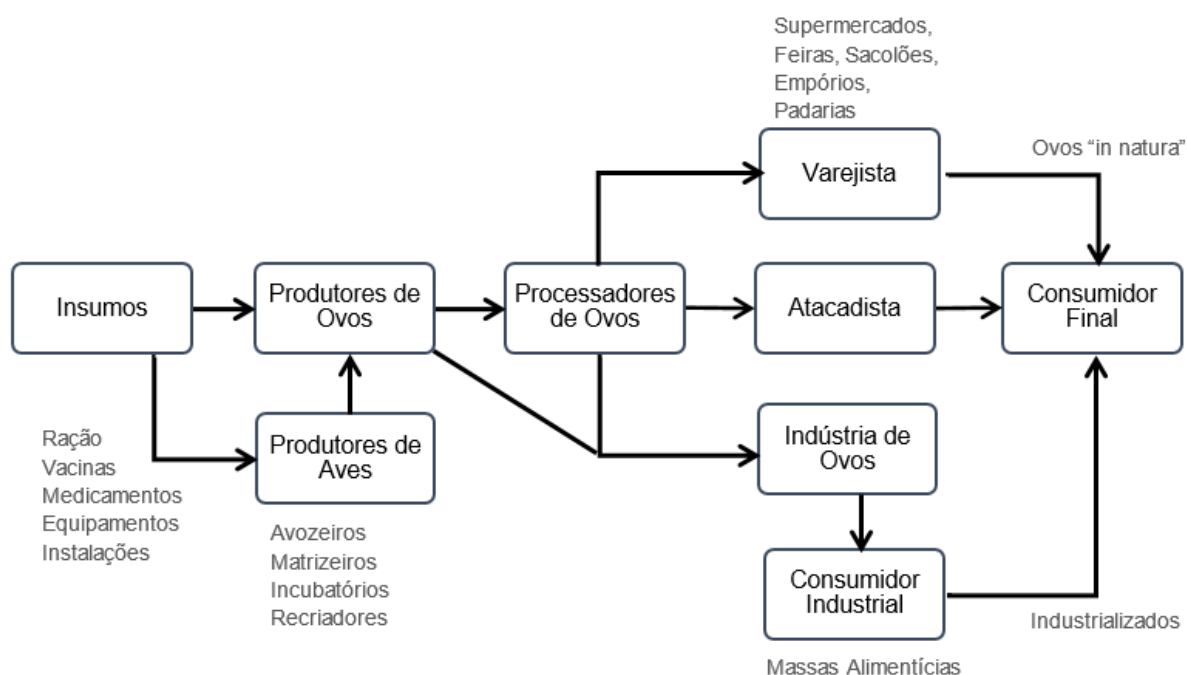 Supermercados,
Feiras, Sacolões,
Empórios,
Padarias
Varejista
Ovos “in natura”
Insumos
Produtores de
Ovos
Processadores
de Ovos
Atacadista
Consumidor
Final
Ração
Vacinas
Medicamentos
Equipamentos
Instalações
Produtores de
Aves
Avozeiros
Matrizeiros
Incubatórios
Recriadores
Indústria de
Ovos
Consumidor
Industrial
Industrializados
Massas Alimentícias